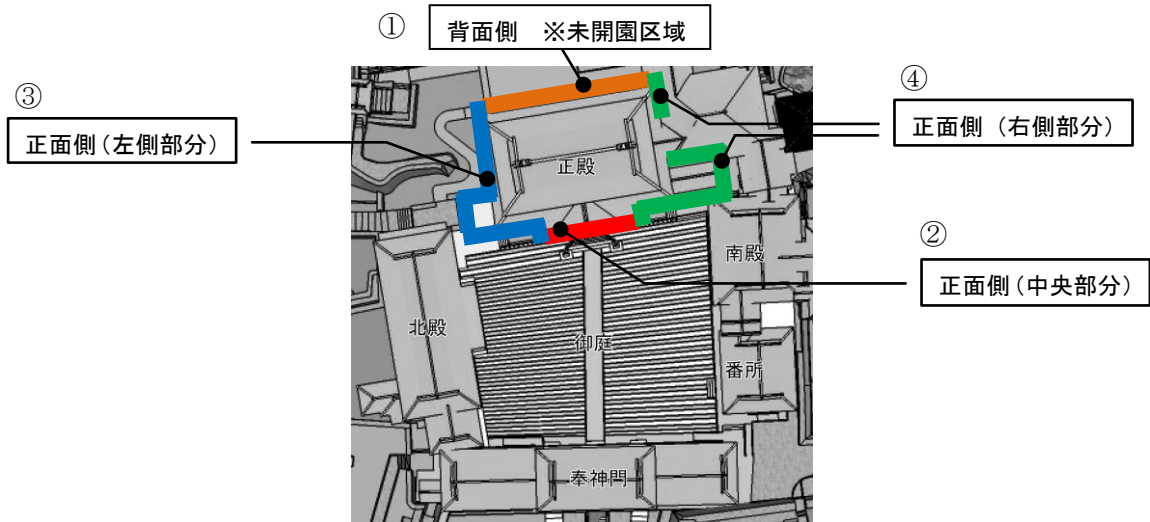 ①
背面側　※未開園区域
③
正面側（左側部分）
④
正面側（右側部分）
正殿
②
正面側（中央部分）
南殿
北殿
御庭
番所
奉神門